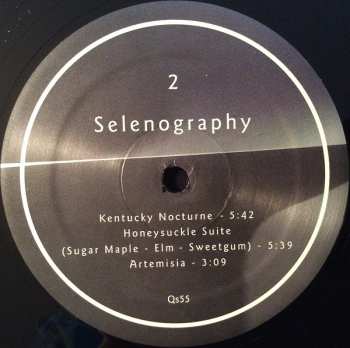 2
Selenography
Kentucky Nocturne - 5:42
Honeysuckle Suite
(Sugar Maple - Elm - Sweetgum) - 5:39
Artemisia - 3:09
Qs55